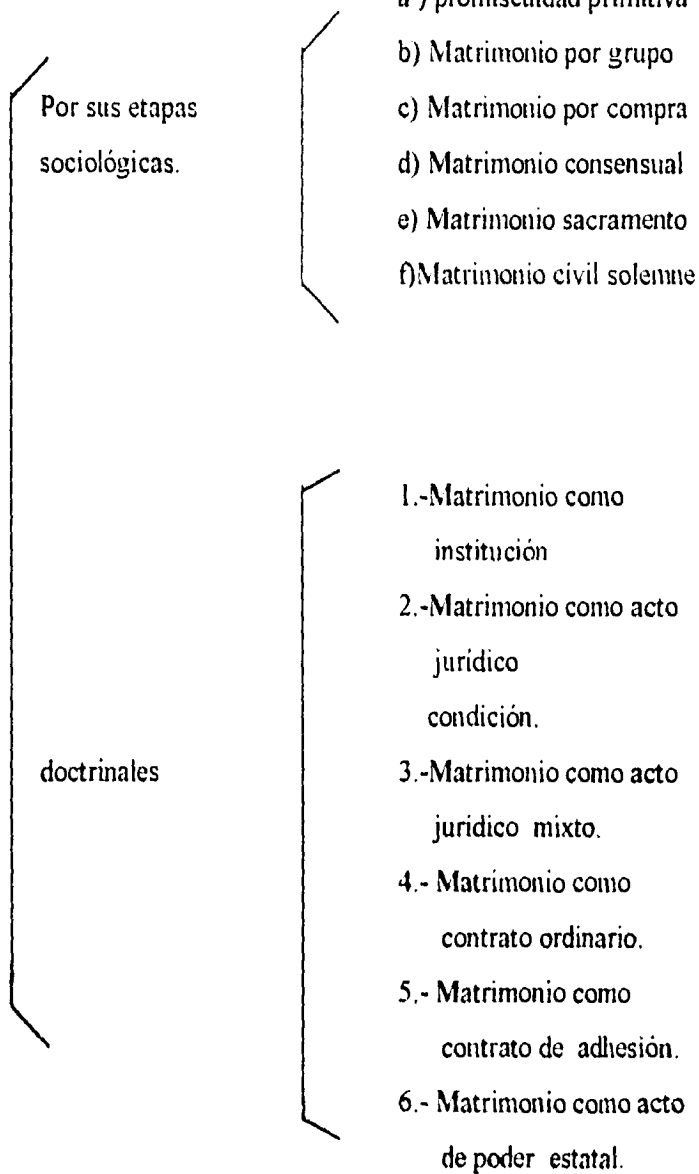 a ) promiscuidad primitiva
b) Matrimonio por grupo
Por sus etapas
c) Matrimonio por compra
sociológicas.
d) Matrimonio consensual
e) Matrimonio sacramento
f)Matrimonio civil solemne
1.-Matrimonio como
institución
2.-Matrimonio como acto
jurídico
condición.
doctrinales
3.-Matrimonio como acto
jurídico mixto.
4.- Matrimonio como
contrato ordinario.
5.- Matrimonio como
contrato de adhesión.
6.- Matrimonio como acto
de poder estatal.